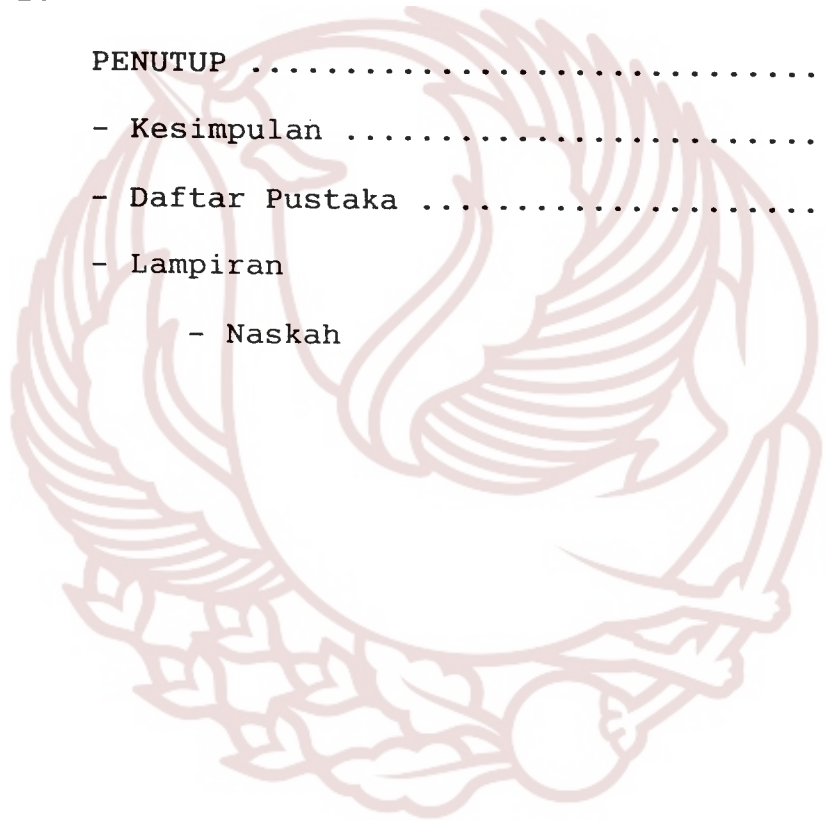 PENUTUP ..............................
- Kesimpulan .........................
- Daftar Pustaka .....................
- Lampiran
- Naskah